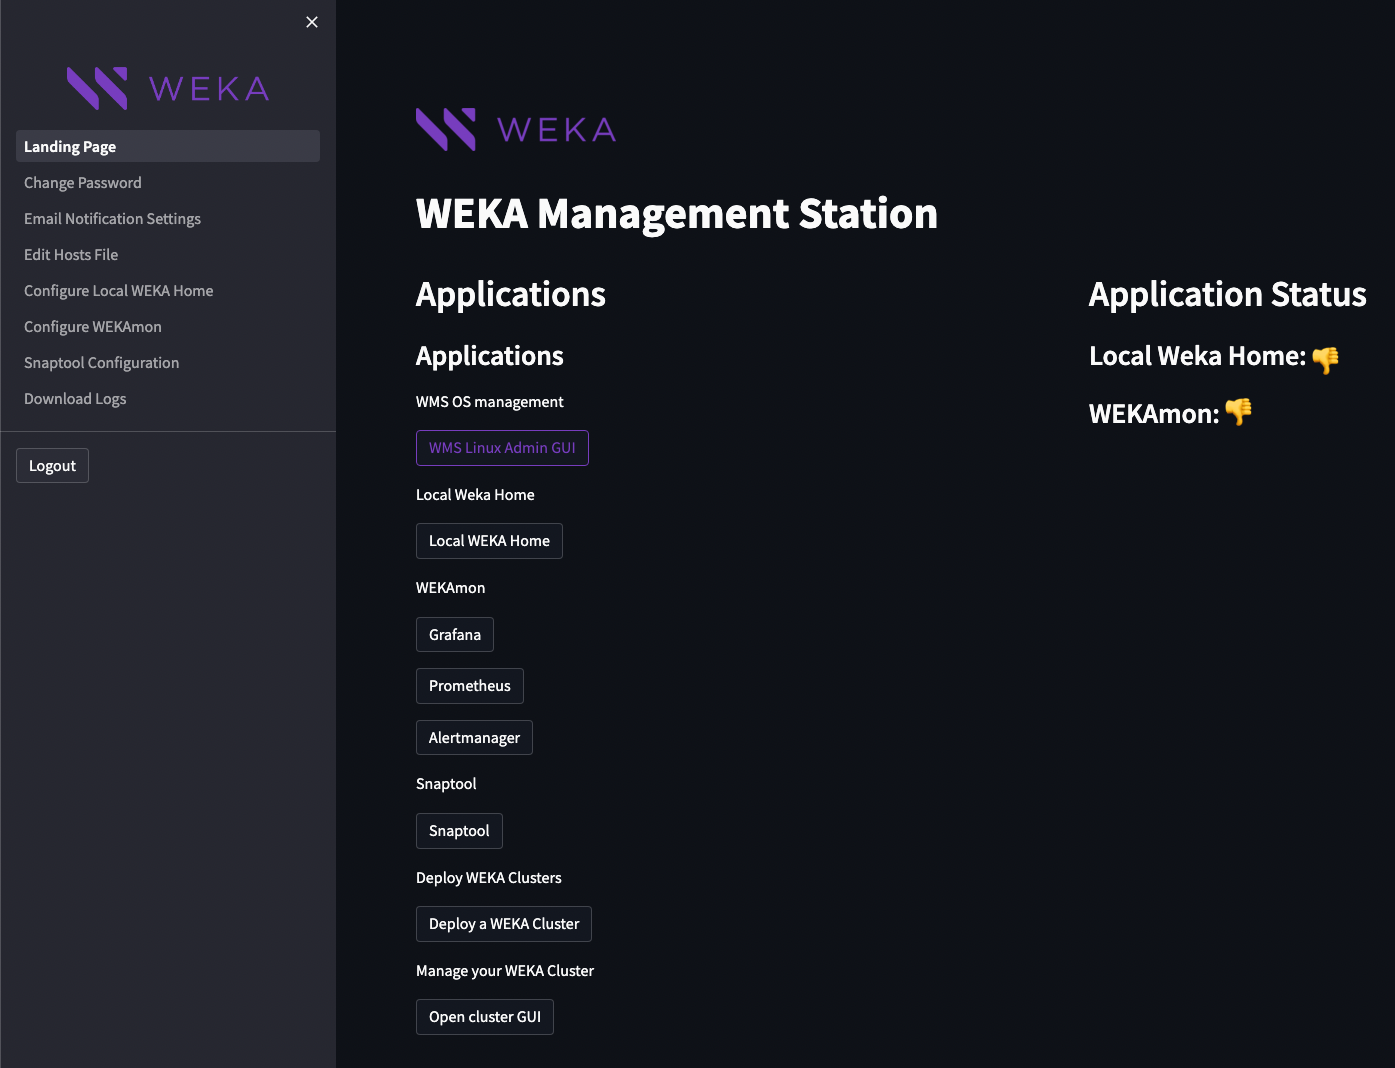 WEKA
Landing Page
Change Password
Email Notification Settings
Edit Hosts File
Configure Local WEKA Home
Configure WEKAmon
Snaptool Configuration
Download Logs
Logout
WEKA
WEKA Management Station
Applications
Applications
WMS OS management
WMS Linux Admin GUI
Local Weka Home
Local WEKA Home
WEKAmon
Grafana
Prometheus
Alertmanager
Snaptool
Snaptool
Deploy WEKA Clusters
Deploy a WEKA Cluster
Manage your WEKA Cluster
Open cluster GUI
Application Status
Local Weka Home: 👎
WEKAmon: 👎